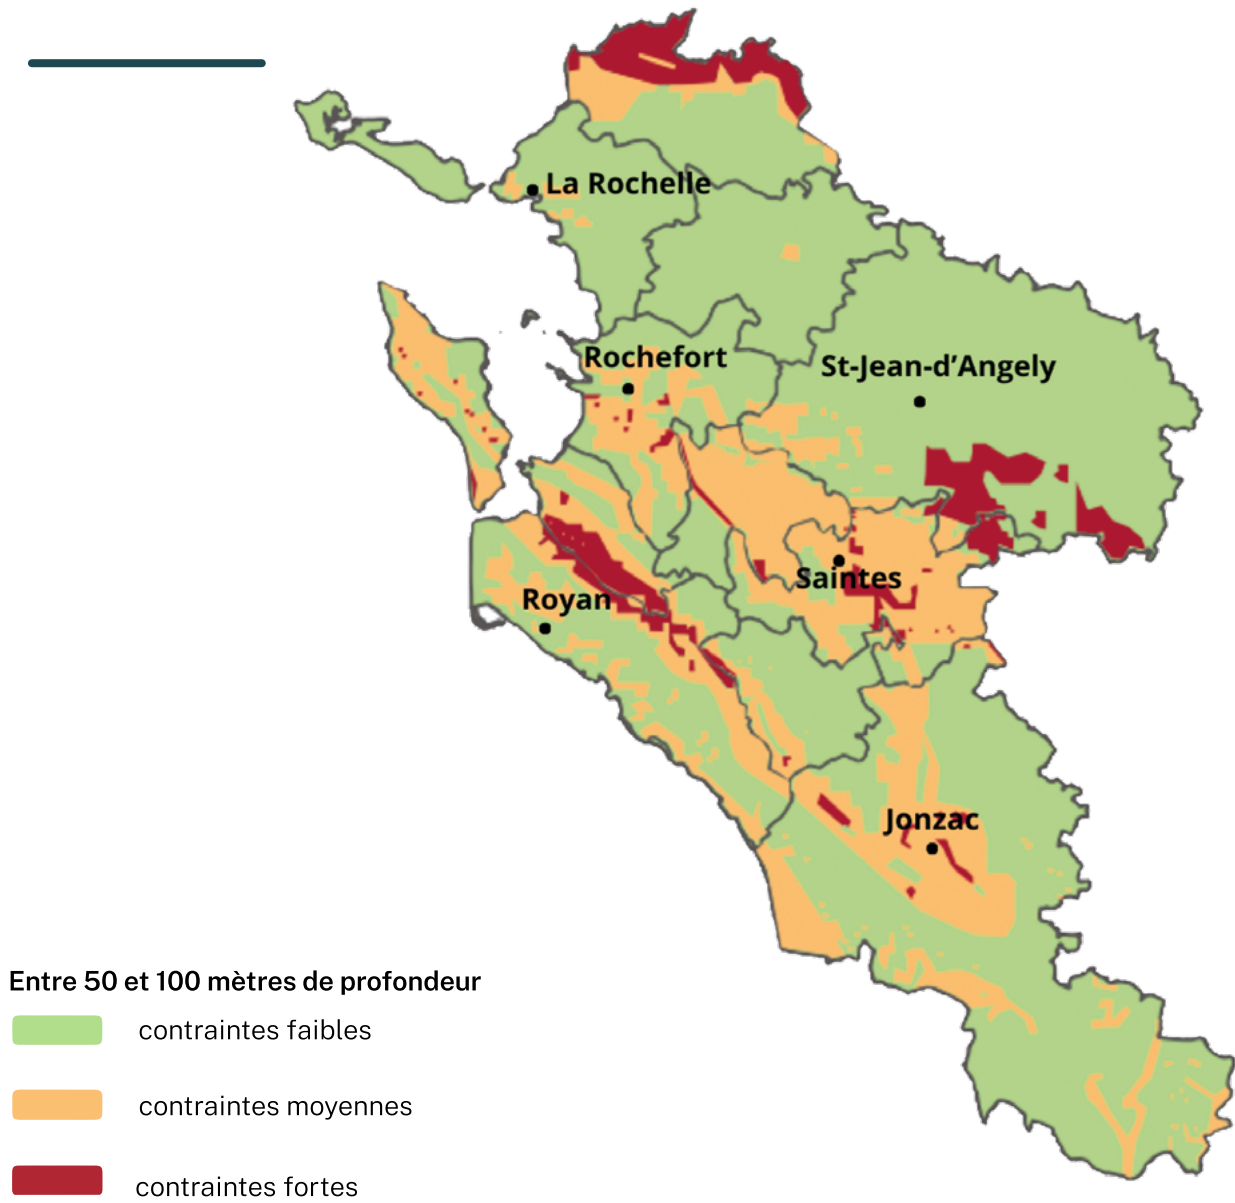 La Rochelle
Rochefort
St-Jean-d'Angely
Saintes
Royan
Jonzac
Entre 50 et 100 mètres de profondeur
contraintes faibles
contraintes moyennes
contraintes fortes